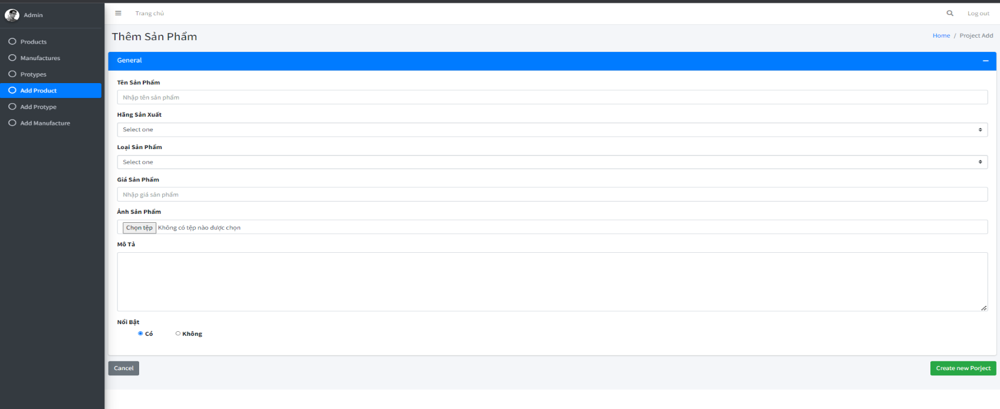 Admin
Products
Manufactures
Protypes
Add Product
Add Protype
Add Manufacture
Trang chủ
Log out
Thêm Sản Phẩm
Home / Project Add
General
Tên Sản Phẩm
Nhập tên sản phẩm
Hãng Sản Xuất
Select one
Loại Sản Phẩm
Select one
Giá Sản Phẩm
Nhập giá sản phẩm
Ảnh Sản Phẩm
Chọn tệp Không có tệp nào được chọn
Mô Tả
Nổi Bật
Có Không
Cancel
Create new Porject